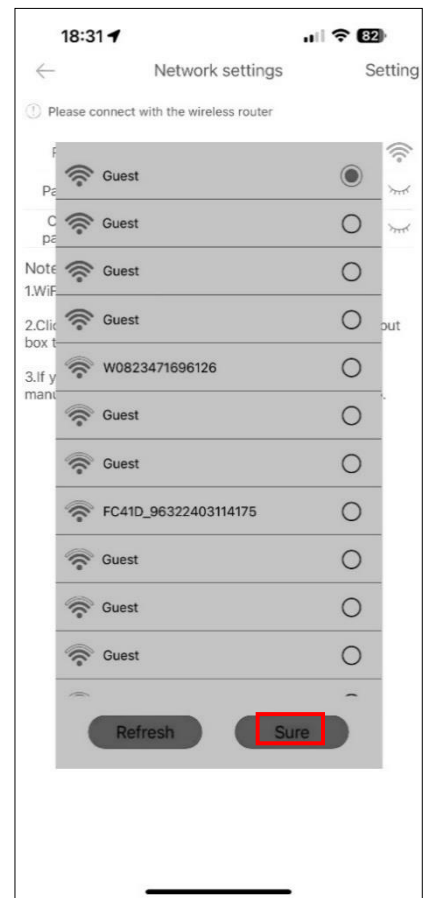 18:31
82
Network settings
Setting
Please connect with the wireless router
Guest
Pa
Guest
C
pa
Note
Guest
1.WiF
2.Clic
Guest
out
box t
W0823471696126
3.If y
manu
Guest
Guest
FC41D_96322403114175
Guest
Guest
Guest
Refresh
Sure